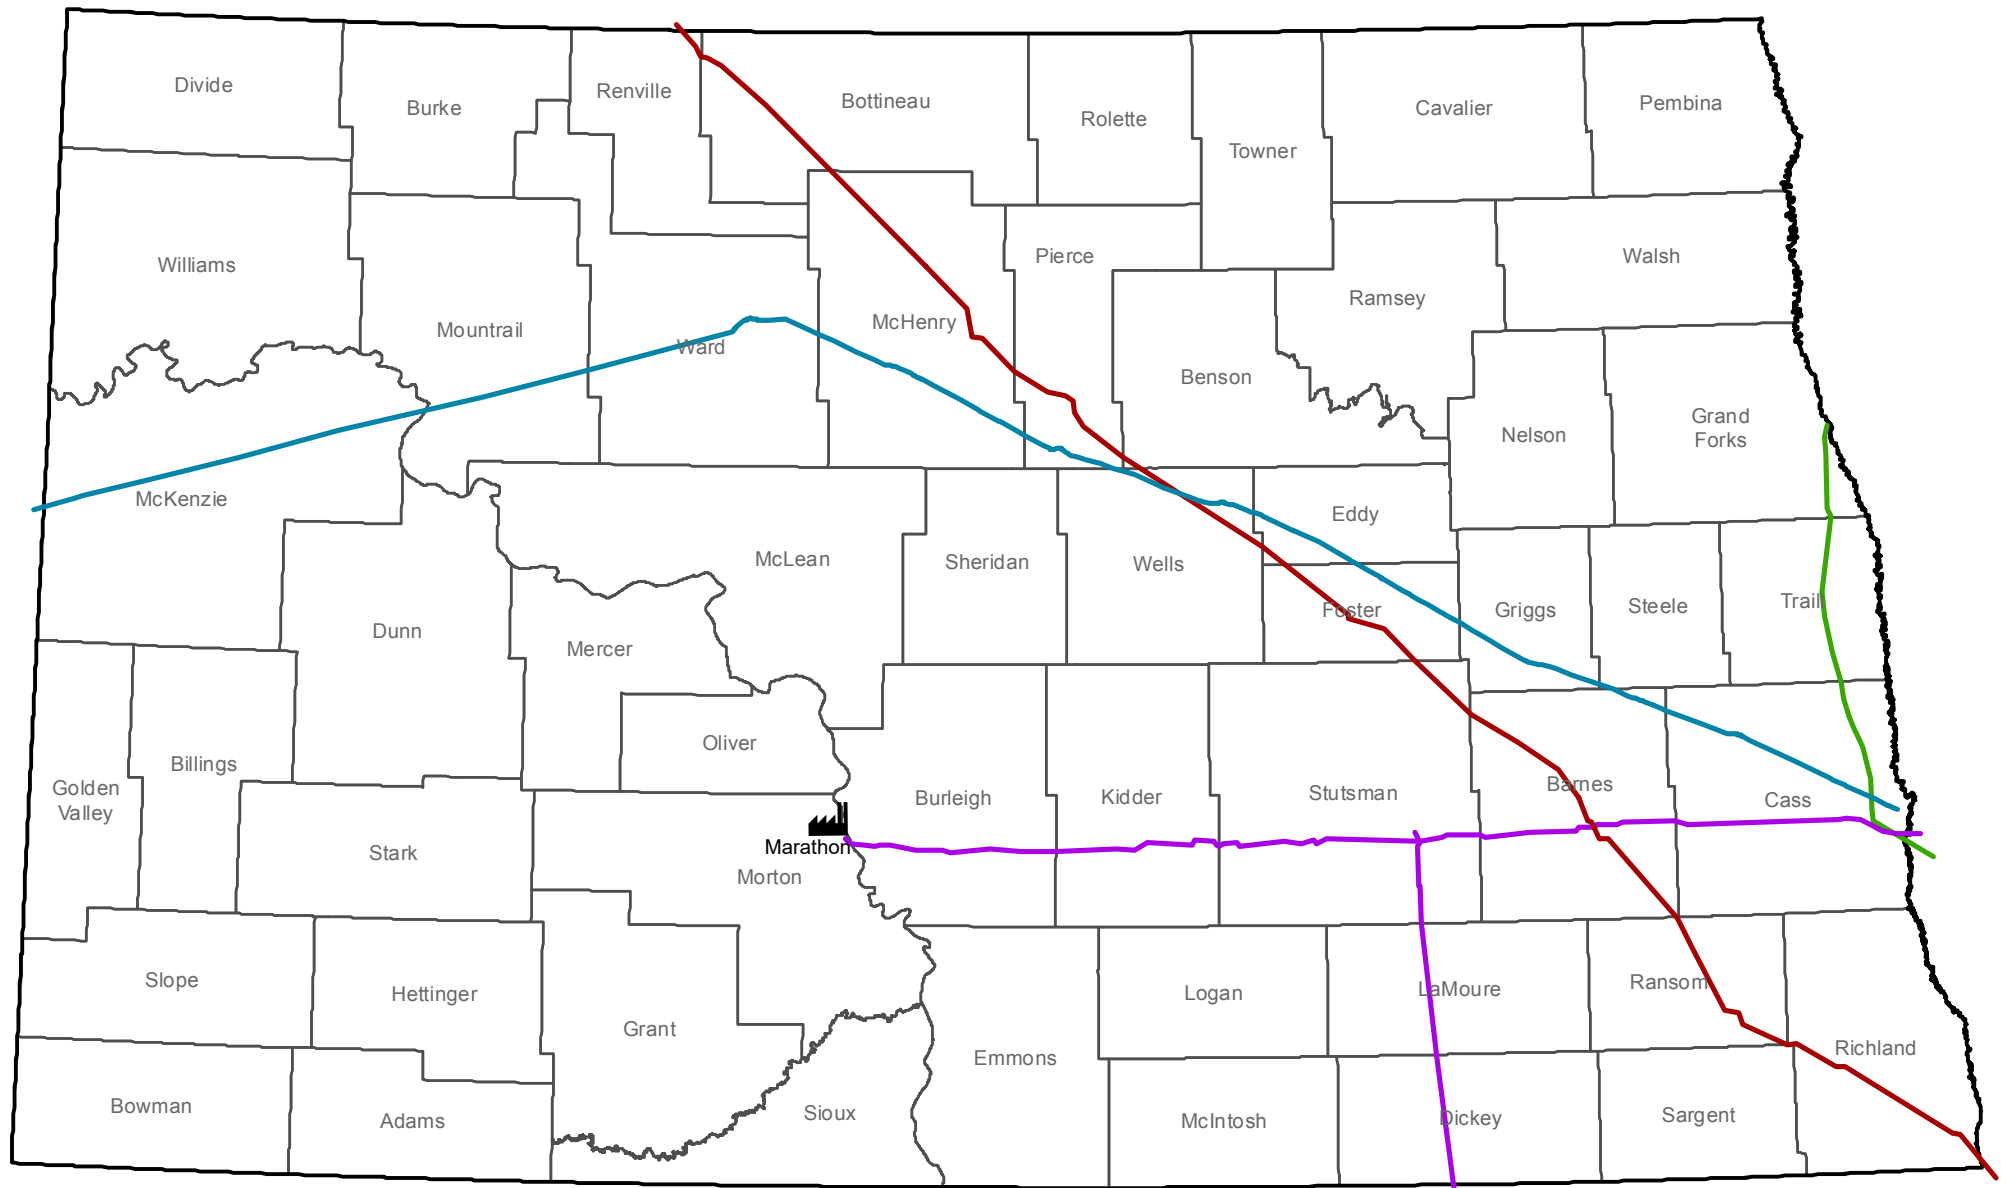 Divide
Burke
Renville
Bottineau
Rolette
Towner
Cavalier
Pembina
Williams
Mountrail
Ward
McHenry
Pierce
Benson
Ramsey
Walsh
Nelson
Grand
Forks
McKenzie
Dunn
McLean
Mercer
Sheridan
Wells
Eddy
Foster
Griggs
Steele
Traill
Golden
Valley
Billings
Oliver
Stark
Marathon
Morton
Burleigh
Kidder
Stutsman
Barnes
Cass
Slope
Hettinger
Grant
Emmons
Logan
LaMoure
Ransom
Richland
Bowman
Adams
Sioux
McIntosh
Dickey
Sargent